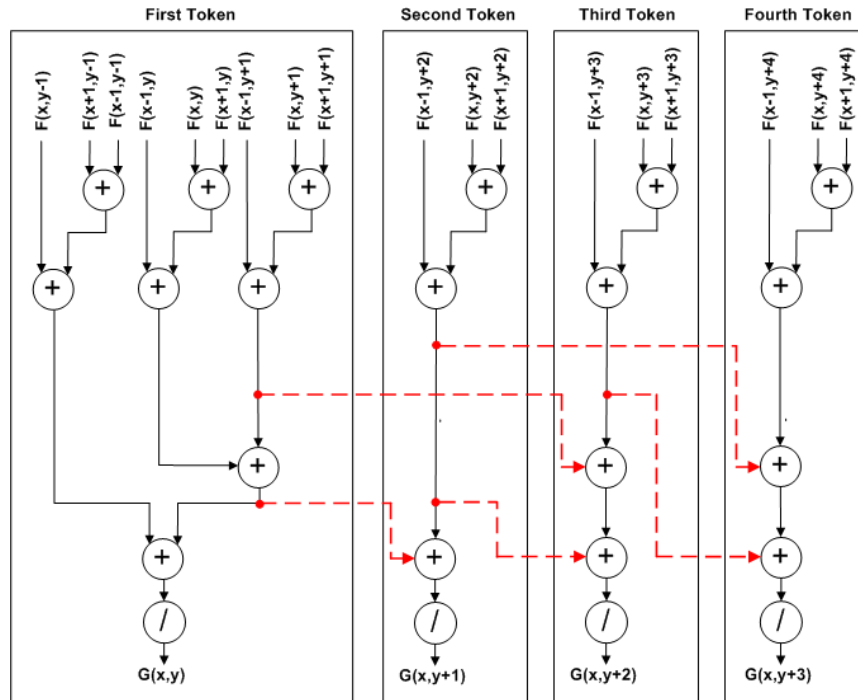 First Token
Second Token
Third Token
Fourth Token
F(x,y-1)
F(x+1,y-1)
F(x-1,y-1)
F(x-1,y)
F(x,y)
F(x+1,y)
F(x-1,y+1)
F(x,y+1)
F(x+1,y+1)
F(x-1,y+2)
F(x,y+2)
F(x+1,y+2)
F(x-1,y+3)
F(x,y+3)
F(x+1,y+3)
F(x-1,y+4)
F(x,y+4)
F(x+1,y+4)
+ + + + + +
+ + + + + +
+ + +
+ + + +
/ / / /
G(x,y)
G(x,y+1)
G(x,y+2)
G(x,y+3)